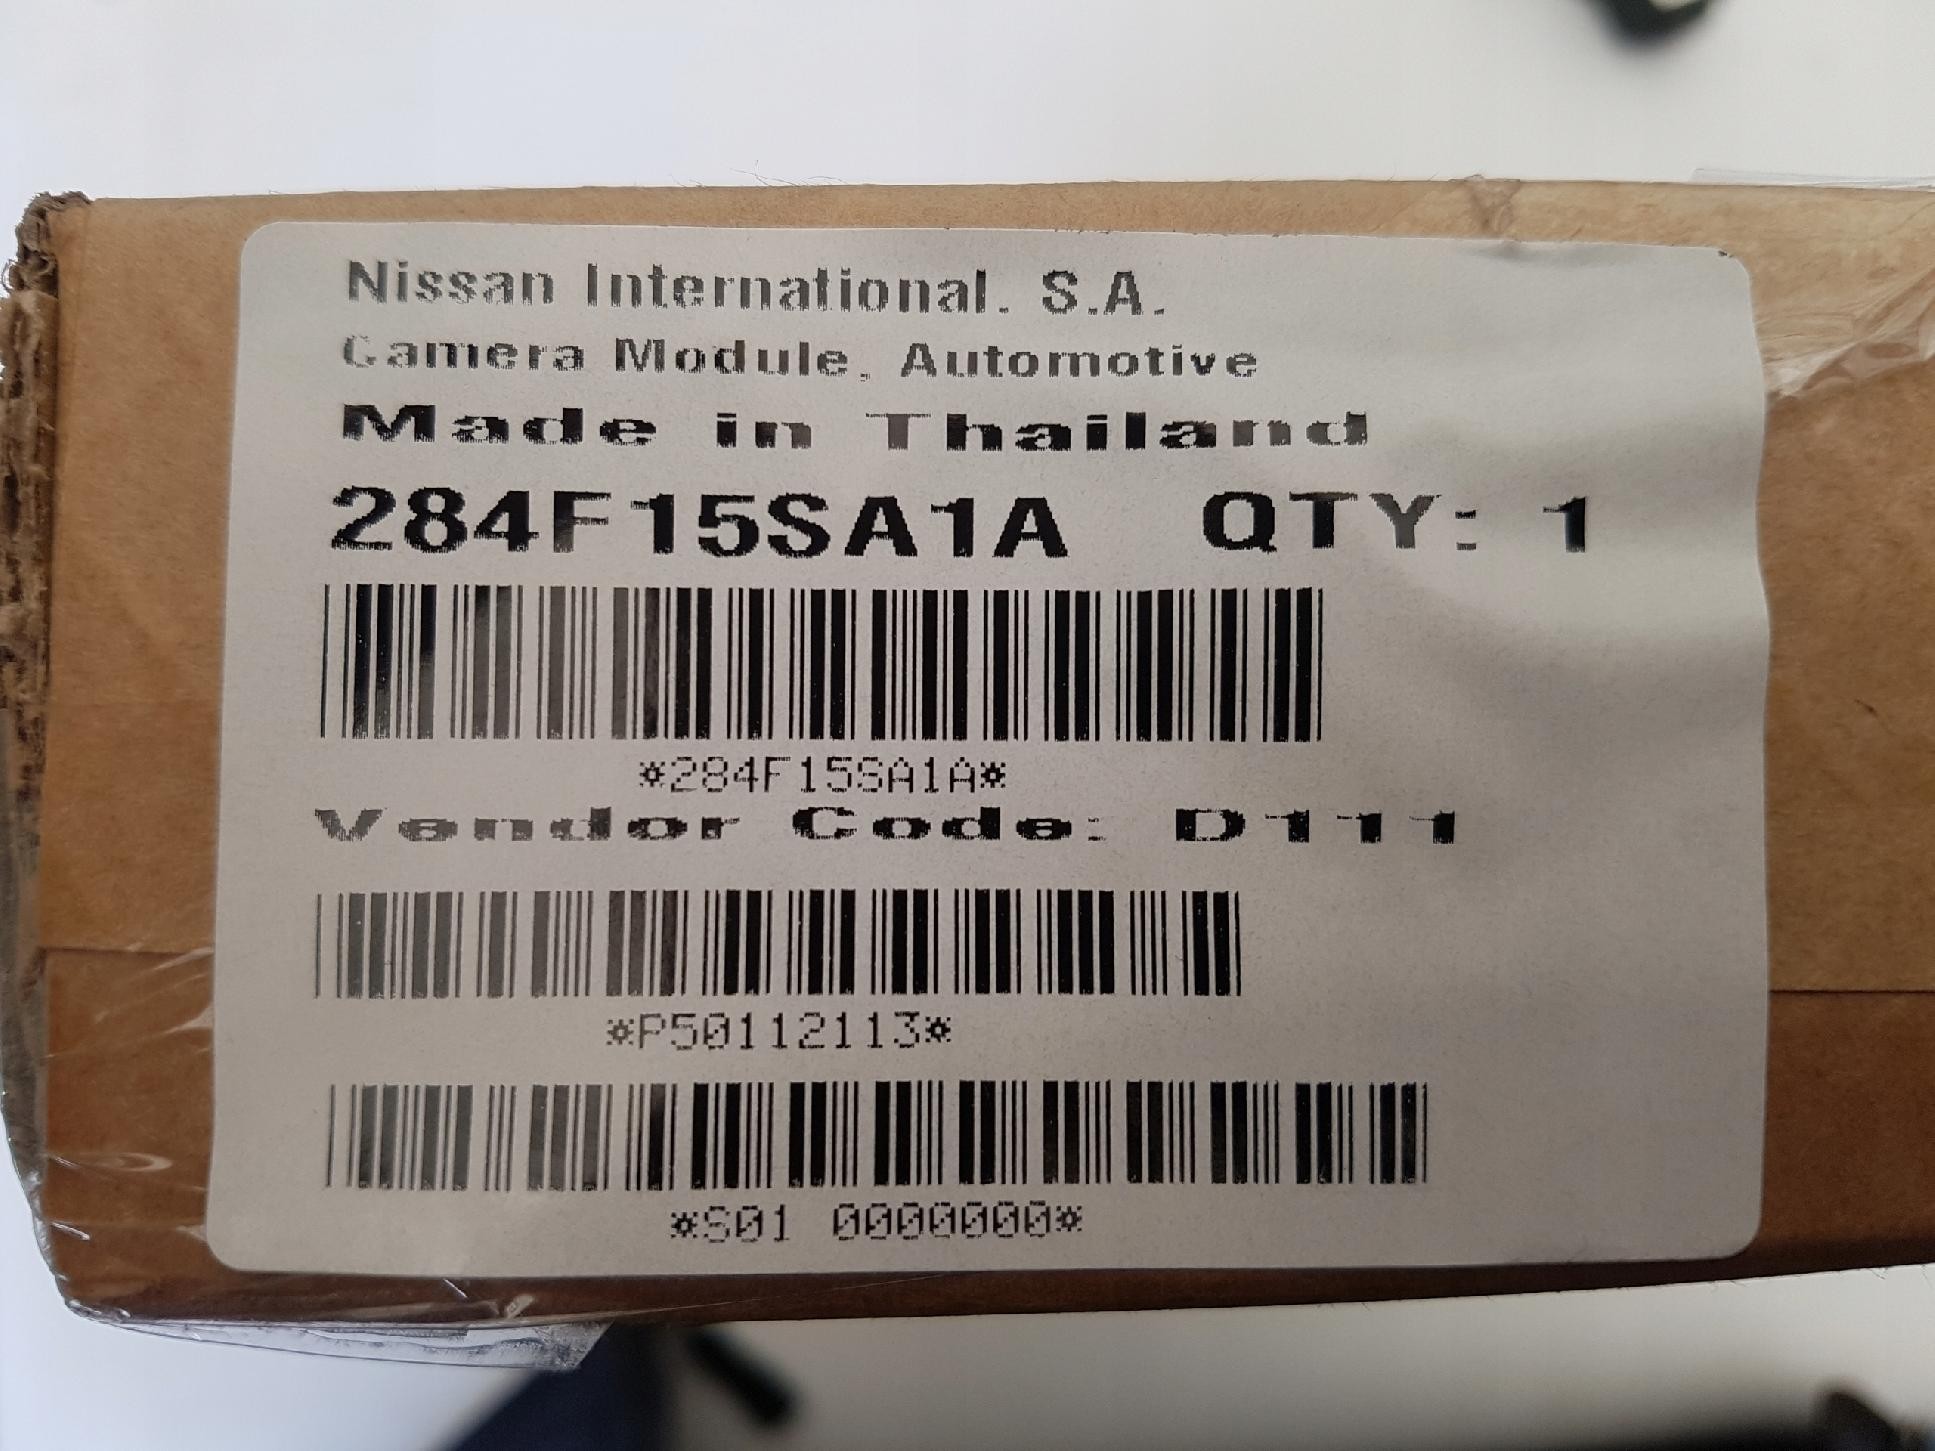 Nissan International. S.A.
Camera Module, Automotive
Made in Thailand
284F15SA1A QTY: 1
*284F15SA1A*
Vendor Code: D111
*P50112113*
*S01 0000000*